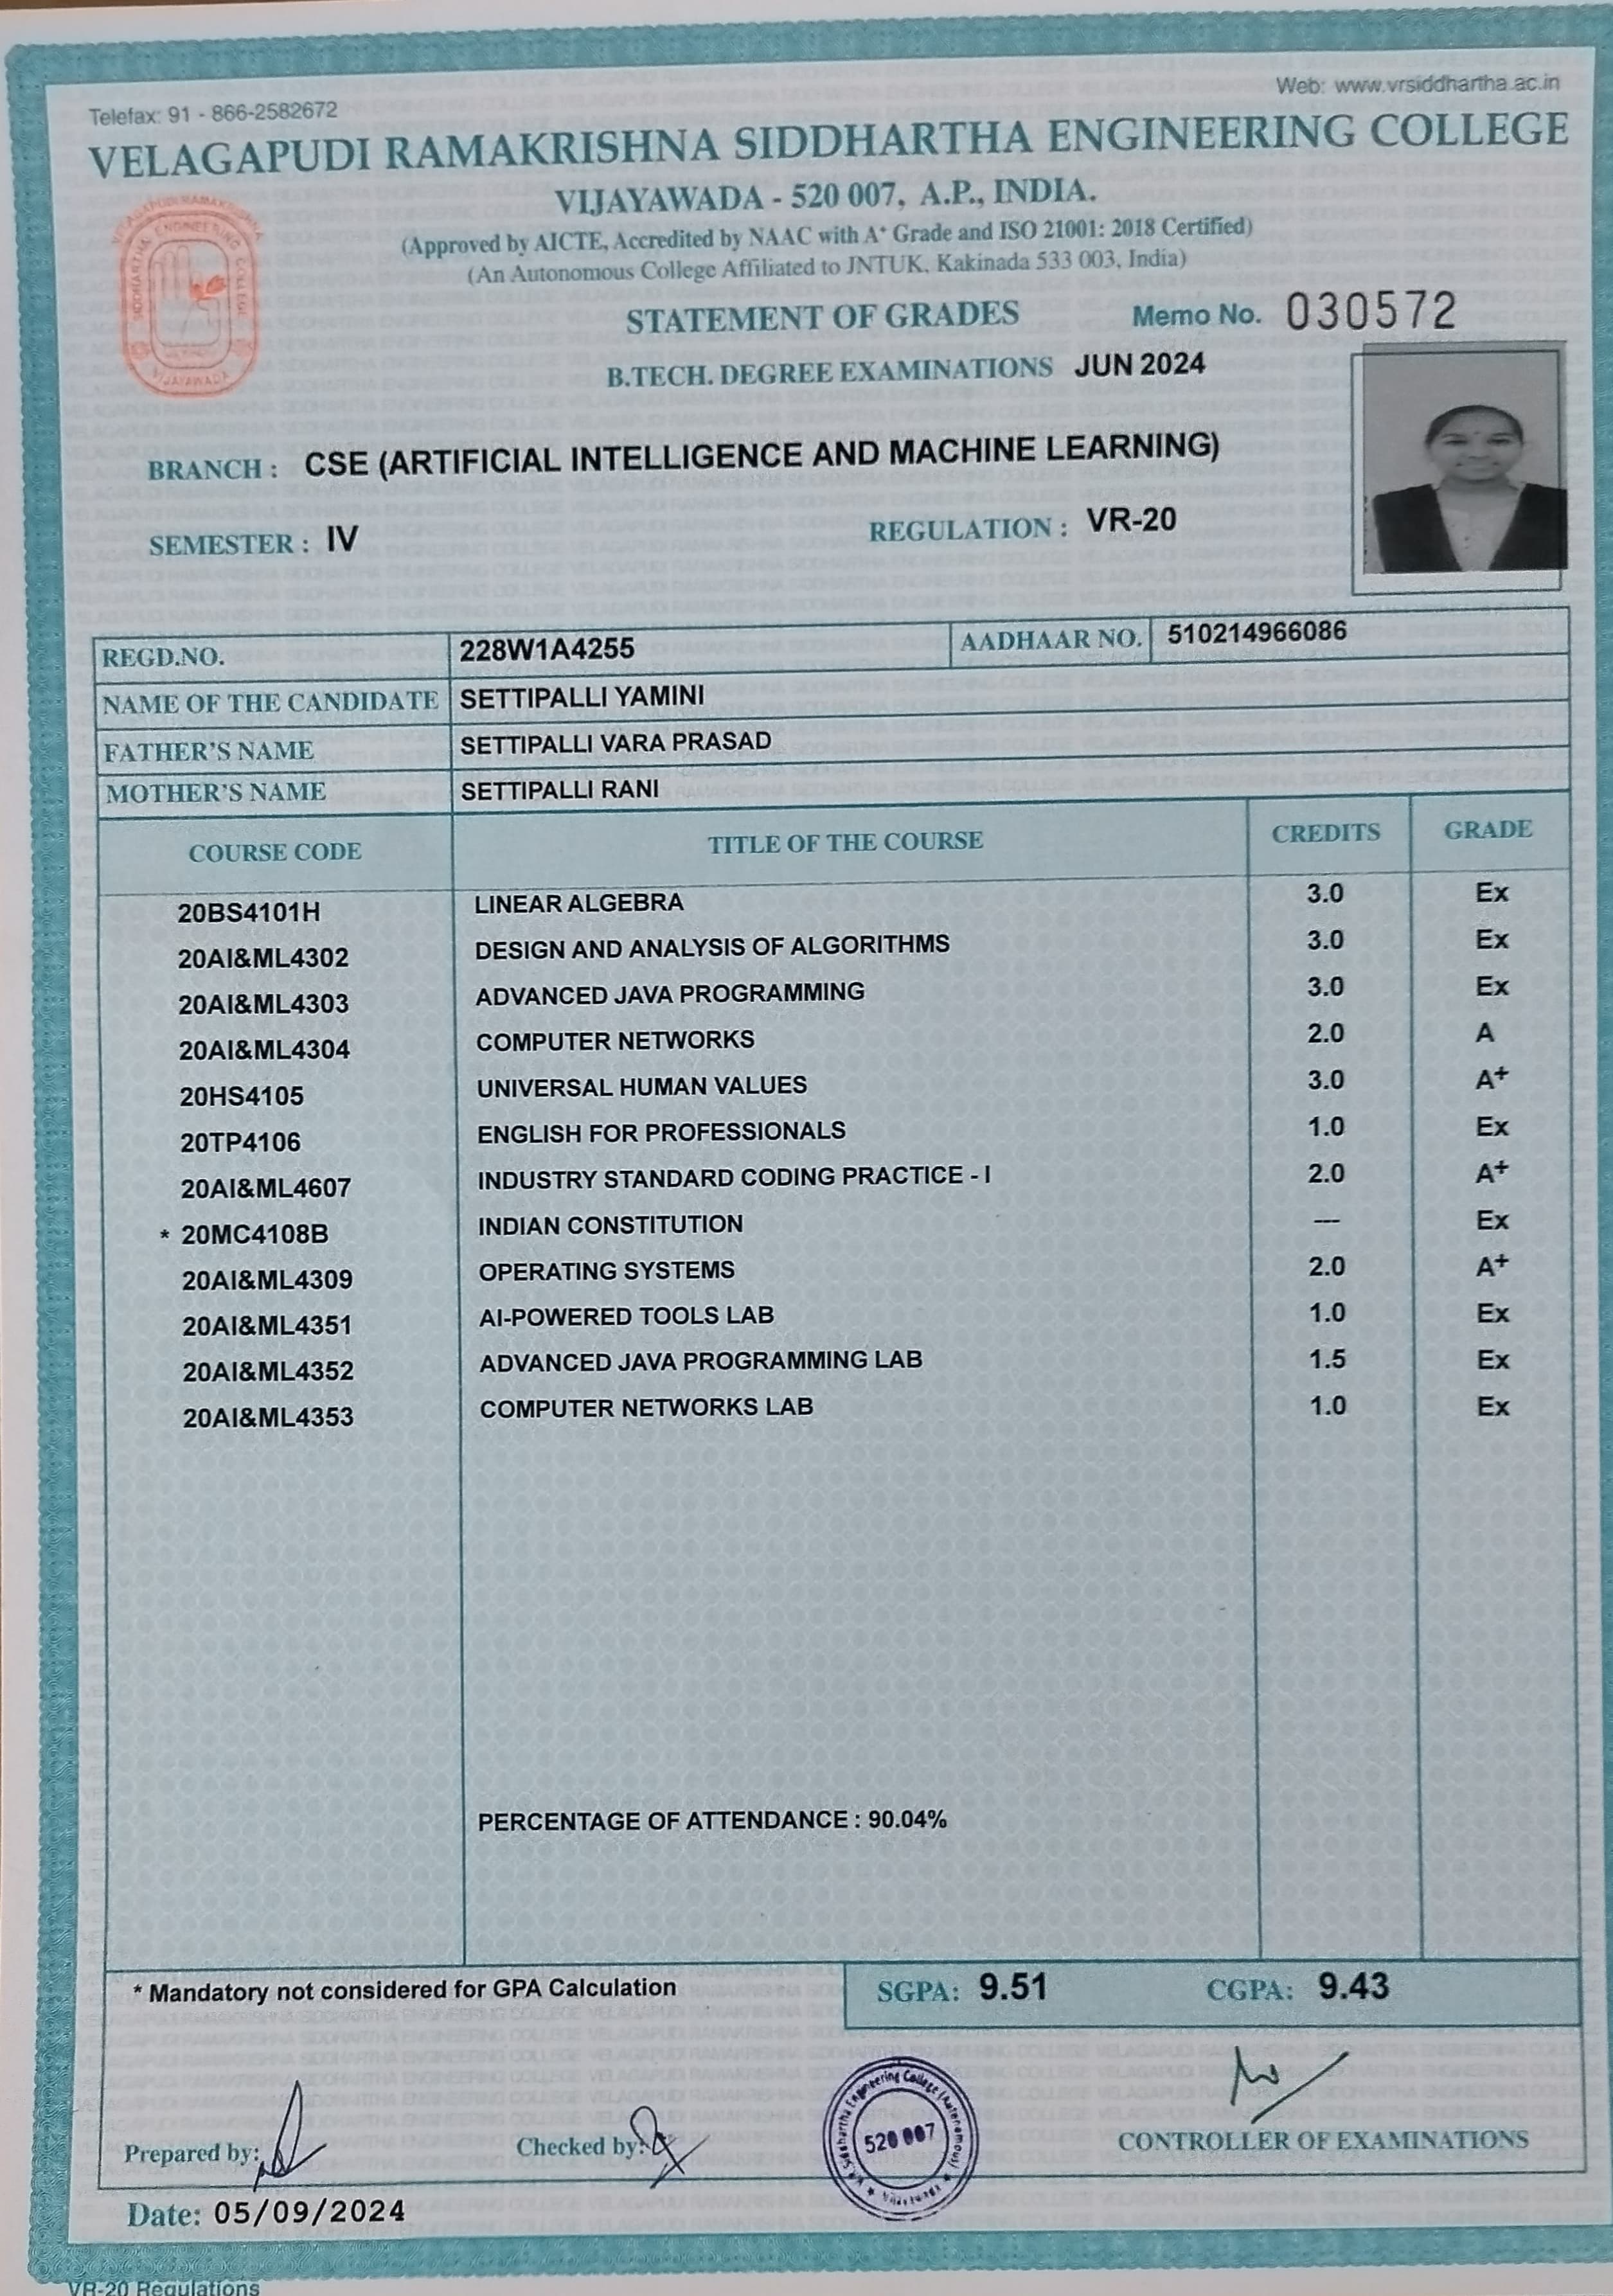 Web: www.vrsiddhartha.ac.in
Telefax: 91 - 866-2582672
VELAGAPUDI RAMAKRISHNA SIDDHARTHA ENGINEERING COLLEGE
VIJAYAWADA - 520 007, A.P., INDIA.
(Approved by AICTE, Accredited by NAAC with A+ Grade and ISO 21001: 2018 Certified)
(An Autonomous College Affiliated to JNTUK, Kakinada 533 003, India)
STATEMENT OF GRADES Memo No. 030572
B.TECH. DEGREE EXAMINATIONS JUN 2024
BRANCH : CSE (ARTIFICIAL INTELLIGENCE AND MACHINE LEARNING)
SEMESTER : IV REGULATION : VR-20
REGD.NO. 228W1A4255 AADHAAR NO. 510214966086
NAME OF THE CANDIDATE SETTIPALLI YAMINI
FATHER'S NAME SETTIPALLI VARA PRASAD
MOTHER'S NAME SETTIPALLI RANI
COURSE CODE TITLE OF THE COURSE CREDITS GRADE
20BS4101H LINEAR ALGEBRA 3.0 Ex
20AI&ML4302 DESIGN AND ANALYSIS OF ALGORITHMS 3.0 Ex
20AI&ML4303 ADVANCED JAVA PROGRAMMING 3.0 Ex
20AI&ML4304 COMPUTER NETWORKS 2.0 A
20HS4105 UNIVERSAL HUMAN VALUES 3.0 A+
20TP4106 ENGLISH FOR PROFESSIONALS 1.0 Ex
20AI&ML4607 INDUSTRY STANDARD CODING PRACTICE - I 2.0 A+
* 20MC4108B INDIAN CONSTITUTION --- Ex
20AI&ML4309 OPERATING SYSTEMS 2.0 A+
20AI&ML4351 AI-POWERED TOOLS LAB 1.0 Ex
20AI&ML4352 ADVANCED JAVA PROGRAMMING LAB 1.5 Ex
20AI&ML4353 COMPUTER NETWORKS LAB 1.0 Ex
PERCENTAGE OF ATTENDANCE : 90.04%
* Mandatory not considered for GPA Calculation SGPA: 9.51 CGPA: 9.43
520 007
Prepared by: Checked by: CONTROLLER OF EXAMINATIONS
Date: 05/09/2024
VR-20 Regulations